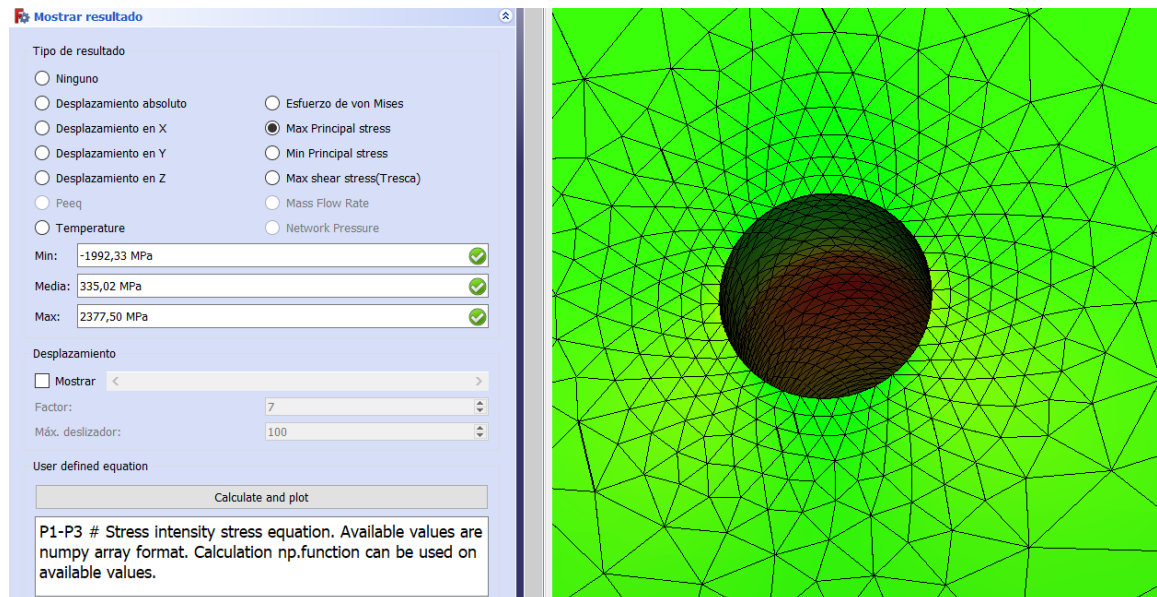 Mostrar resultado
Tipo de resultado
Ninguno
Desplazamiento absoluto
Esfuerzo de von Mises
Desplazamiento en X
Max Principal stress
Desplazamiento en Y
Min Principal stress
Desplazamiento en Z
Max shear stress(Tresca)
Peeq
Mass Flow Rate
Temperature
Network Pressure
Min: -1992,33 MPa
Media: 335,02 MPa
Max: 2377,50 MPa
Desplazamiento
Mostrar
Factor: 7
Máx. deslizador: 100
User defined equation
Calculate and plot
P1-P3 # Stress intensity stress equation. Available values are
numpy array format. Calculation np.function can be used on
available values.